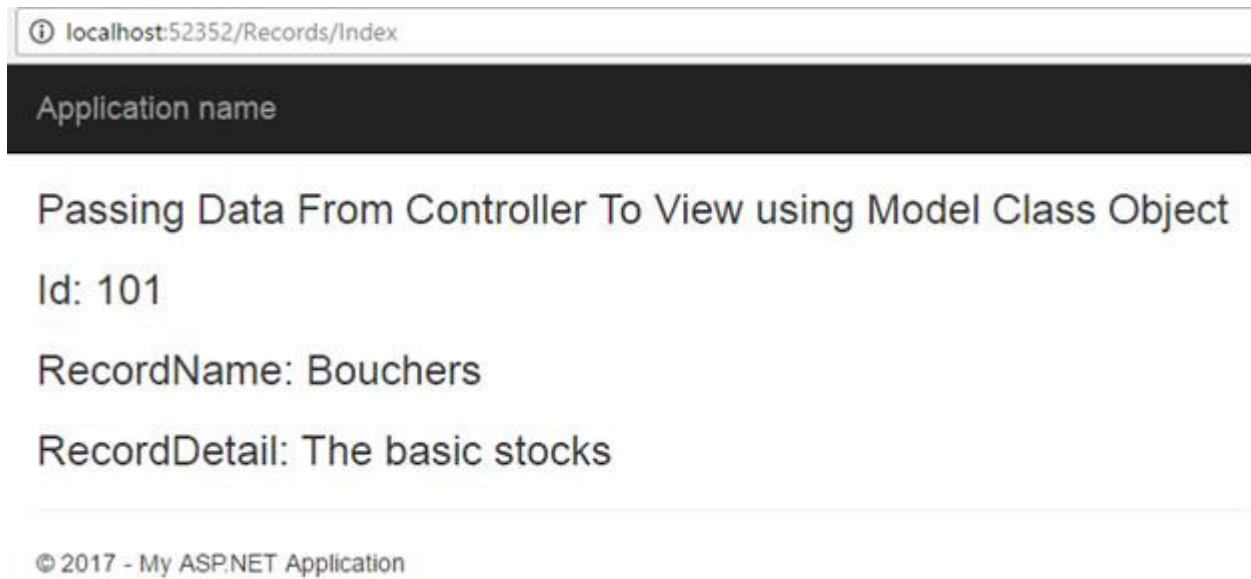 localhost:52352/Records/Index
Application name
Passing Data From Controller To View using Model Class Object
Id: 101
RecordName: Bouchers
RecordDetail: The basic stocks
© 2017 - My ASP.NET Application